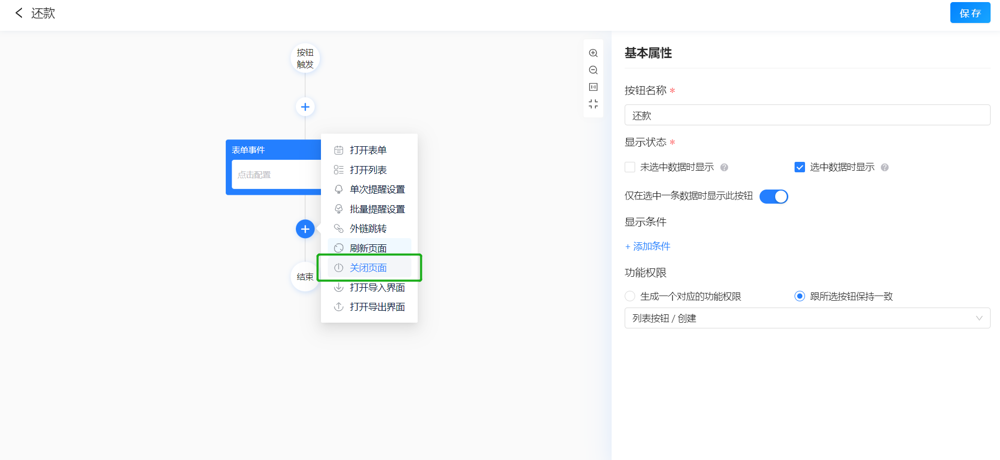 还款
保存
按钮
触发
表单事件
点击配置
结束
打开表单
打开列表
单次提醒设置
批量提醒设置
外链跳转
刷新页面
关闭页面
打开导入界面
打开导出界面
基本属性
按钮名称 *
还款
显示状态 *
未选中数据时显示
选中数据时显示
仅在选中一条数据时显示此按钮
显示条件
+ 添加条件
功能权限
生成一个对应的功能权限
跟所选按钮保持一致
列表按钮 / 创建